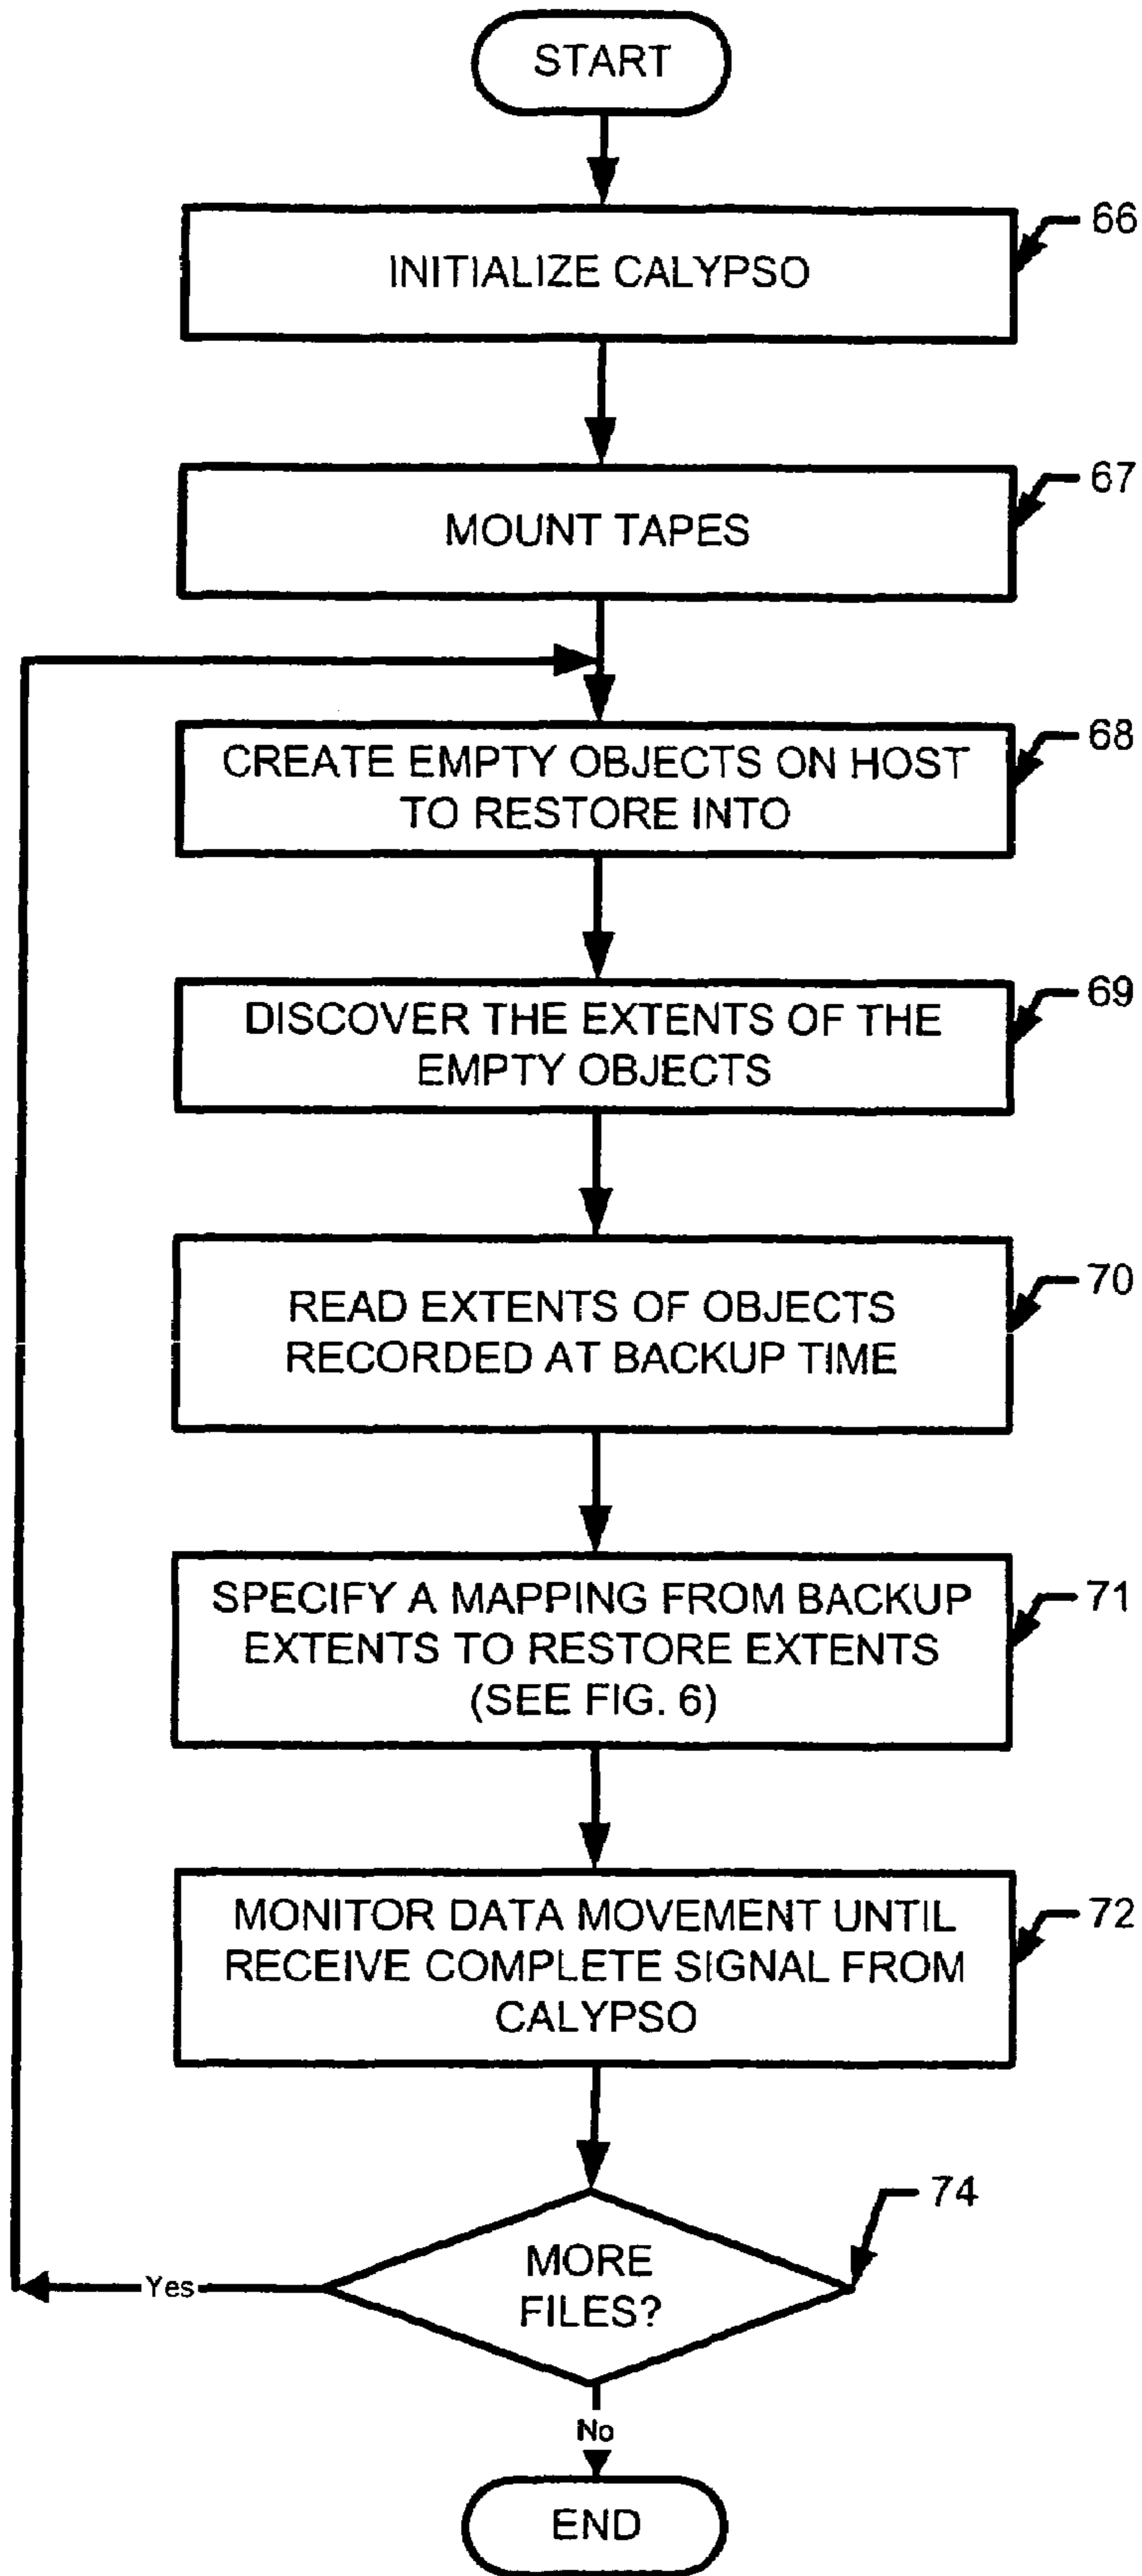 START
INITIALIZE CALYPSO
66
MOUNT TAPES
67
CREATE EMPTY OBJECTS ON HOST
TO RESTORE INTO
68
DISCOVER THE EXTENTS OF THE
EMPTY OBJECTS
69
READ EXTENTS OF OBJECTS
RECORDED AT BACKUP TIME
70
SPECIFY A MAPPING FROM BACKUP
EXTENTS TO RESTORE EXTENTS
(SEE FIG. 6)
71
MONITOR DATA MOVEMENT UNTIL
RECEIVE COMPLETE SIGNAL FROM
CALYPSO
72
MORE
FILES?
74
Yes
No
END